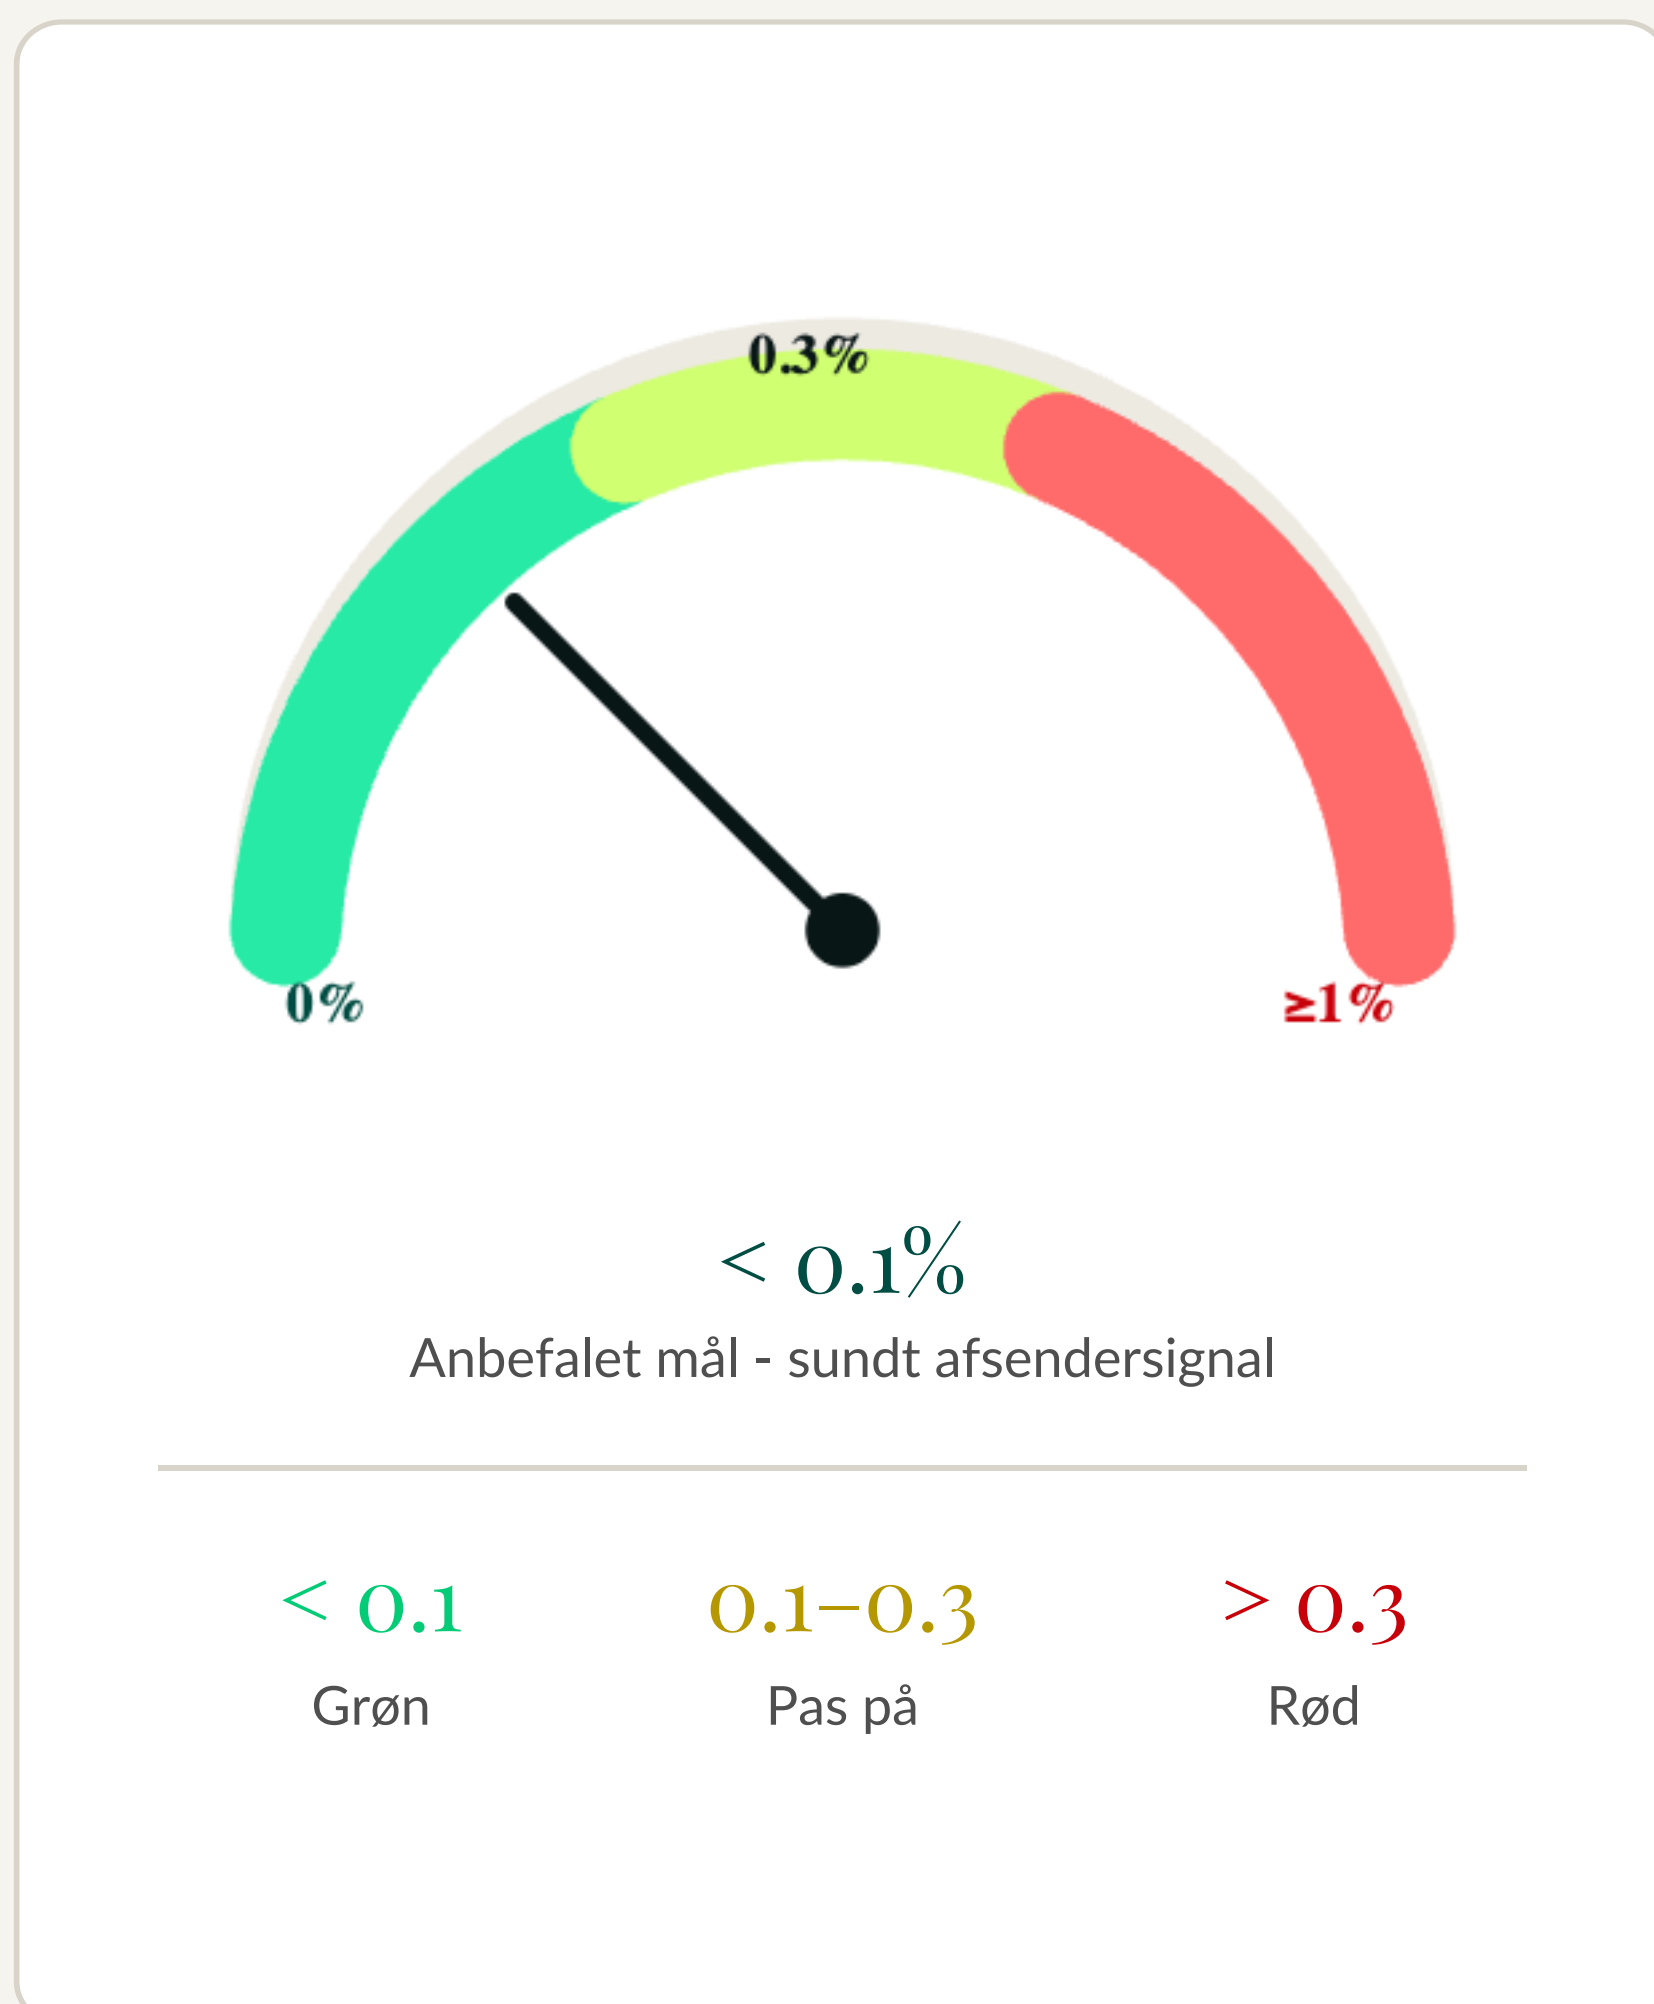 0.3%
0% ≥1%
< 0.1%
Anbefalet mål - sundt afsendersignal
< 0.1 0.1–0.3 > 0.3
Grøn Pas på Rød